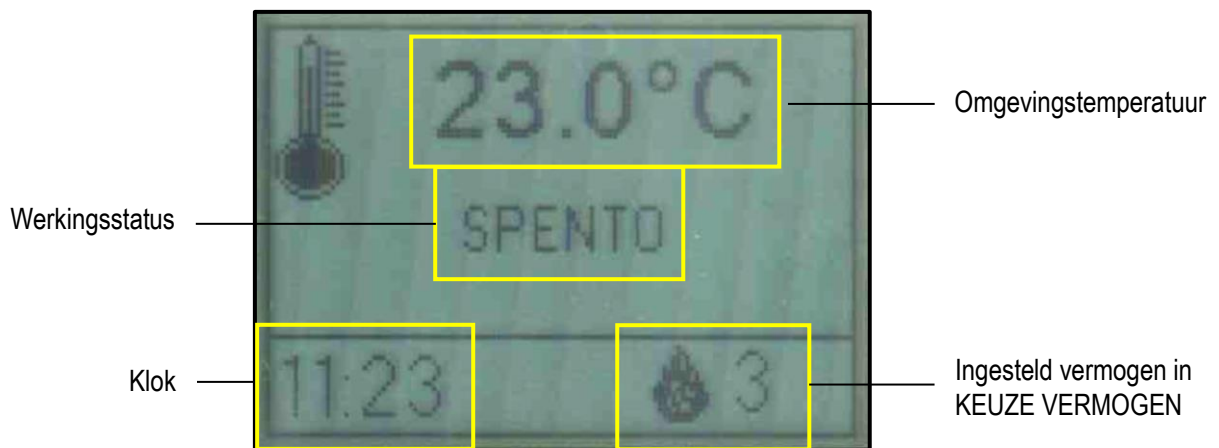 23.0°C
Omgevingstemperatuur
Werkingsstatus
SPENTO
Klok
11:23
3
Ingesteld vermogen in
KEUZE VERMOGEN